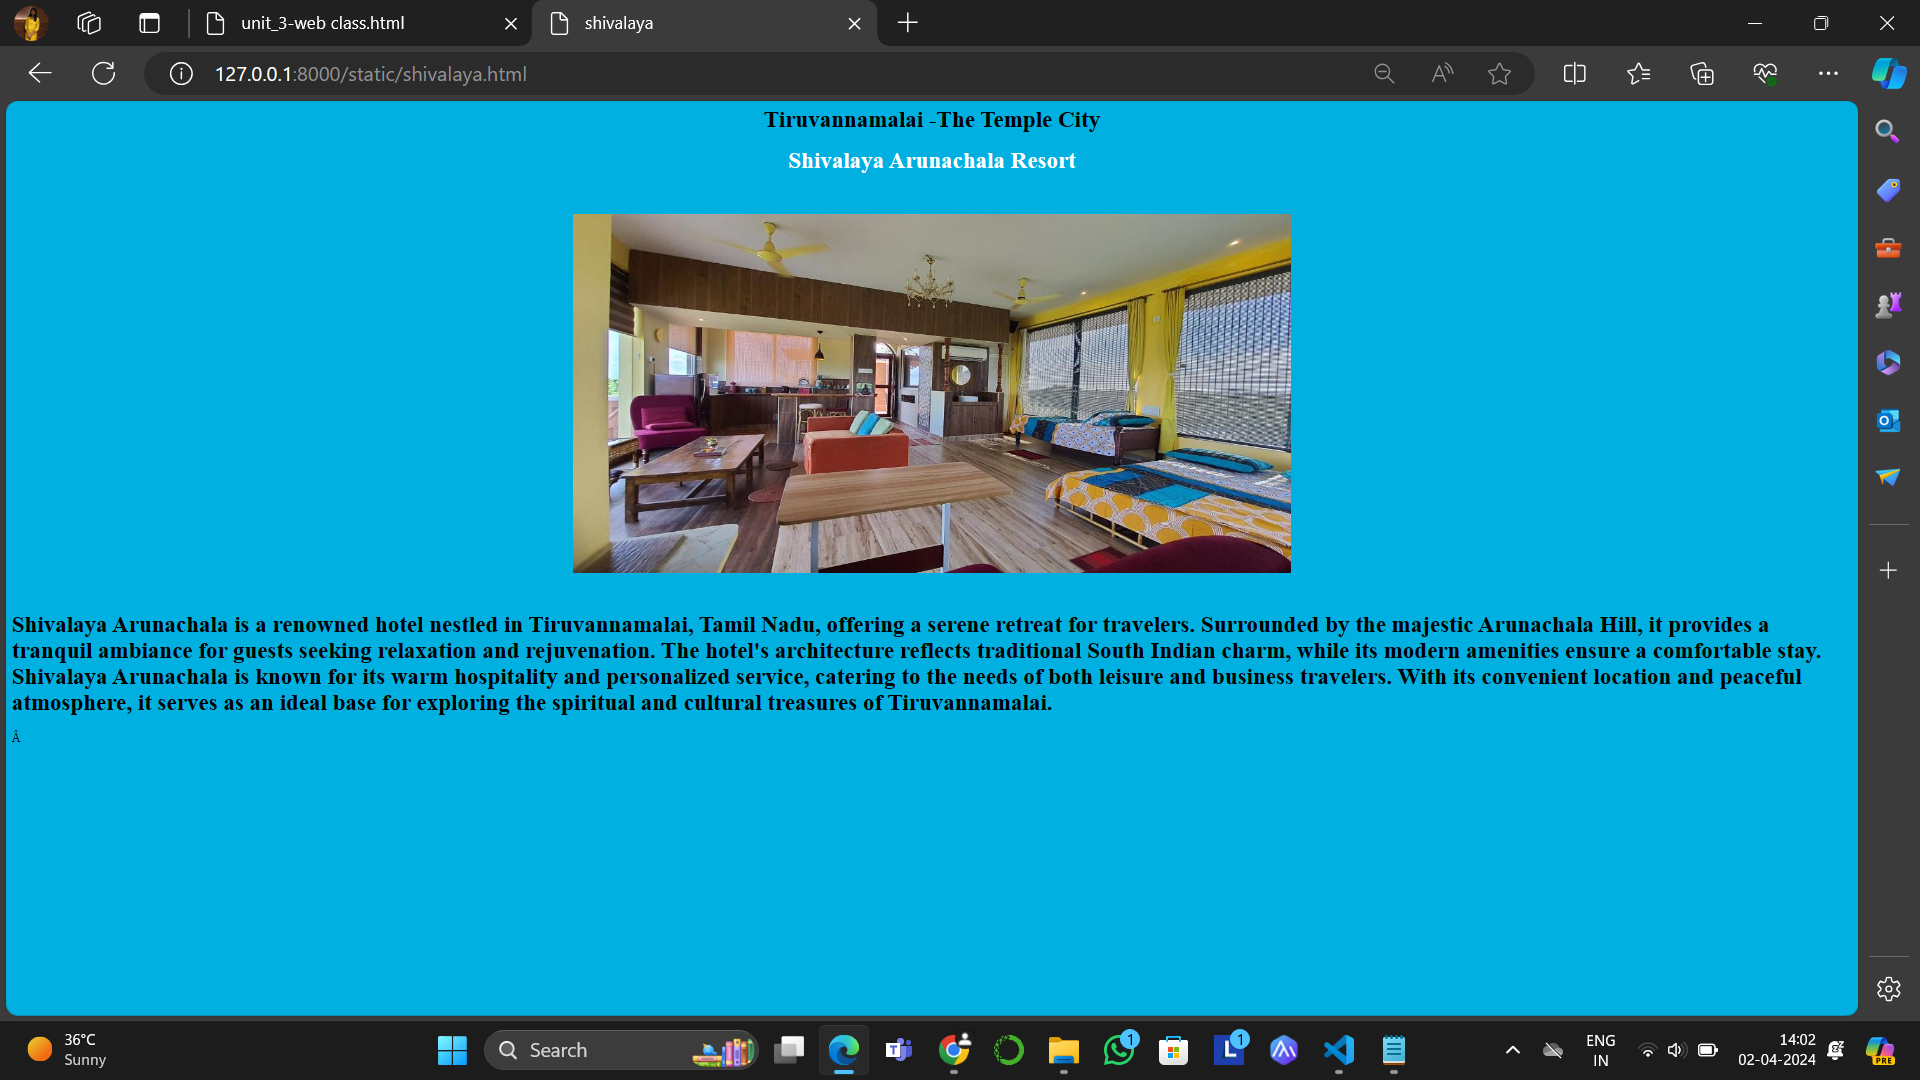 unit_3-web class.html
shivalaya
127.0.0.1:8000/static/shivalaya.html
Tiruvannamalai -The Temple City
Shivalaya Arunachala Resort
Shivalaya Arunachala is a renowned hotel nestled in Tiruvannamalai, Tamil Nadu, offering a serene retreat for travelers. Surrounded by the majestic Arunachala Hill, it provides a
tranquil ambiance for guests seeking relaxation and rejuvenation. The hotel's architecture reflects traditional South Indian charm, while its modern amenities ensure a comfortable stay.
Shivalaya Arunachala is known for its warm hospitality and personalized service, catering to the needs of both leisure and business travelers. With its convenient location and peaceful
atmosphere, it serves as an ideal base for exploring the spiritual and cultural treasures of Tiruvannamalai.
Â
36°C
Sunny
Search
1
L
1
ENG
IN
14:02
02-04-2024
PRE